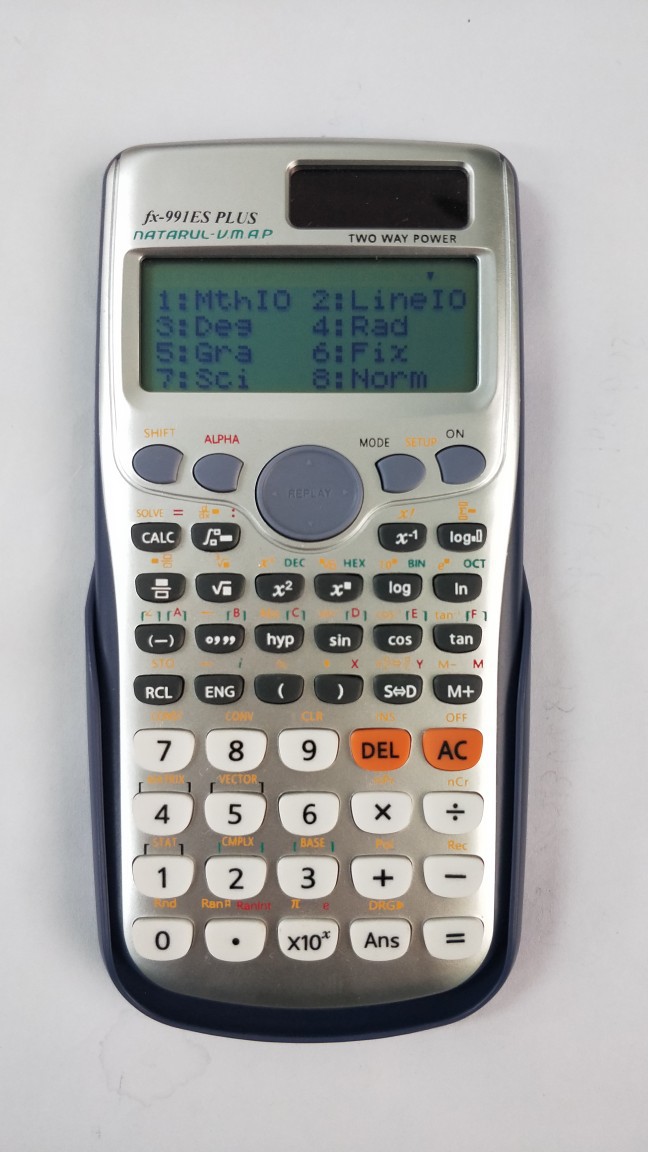 fx-991ES PLUS
NATARUL-V.M.A.P
TWO WAY POWER
1:MthIO 2:LineIO
3:Deg 4:Rad
5:Gra 6:Fix
7:Sci 8:Norm
SHIFT ALPHA MODE SETUP ON
REPLAY
SOLVE = : x!
CALC x⁻¹ log
DEC HEX BIN OCT
√ x² x log ln
A B C D E F
(−) °,,, hyp sin cos tan
STO i X Y M− M
RCL ENG ( ) S⇔D M+
CONV CLR INS OFF
7 8 9 DEL AC
MATRIX VECTOR nCr
4 5 6 × ÷
STAT CMPLX BASE Pol Rec
1 2 3 + −
Rnd Ran# RanInt π e DRG▶
0 . ×10ˣ Ans =